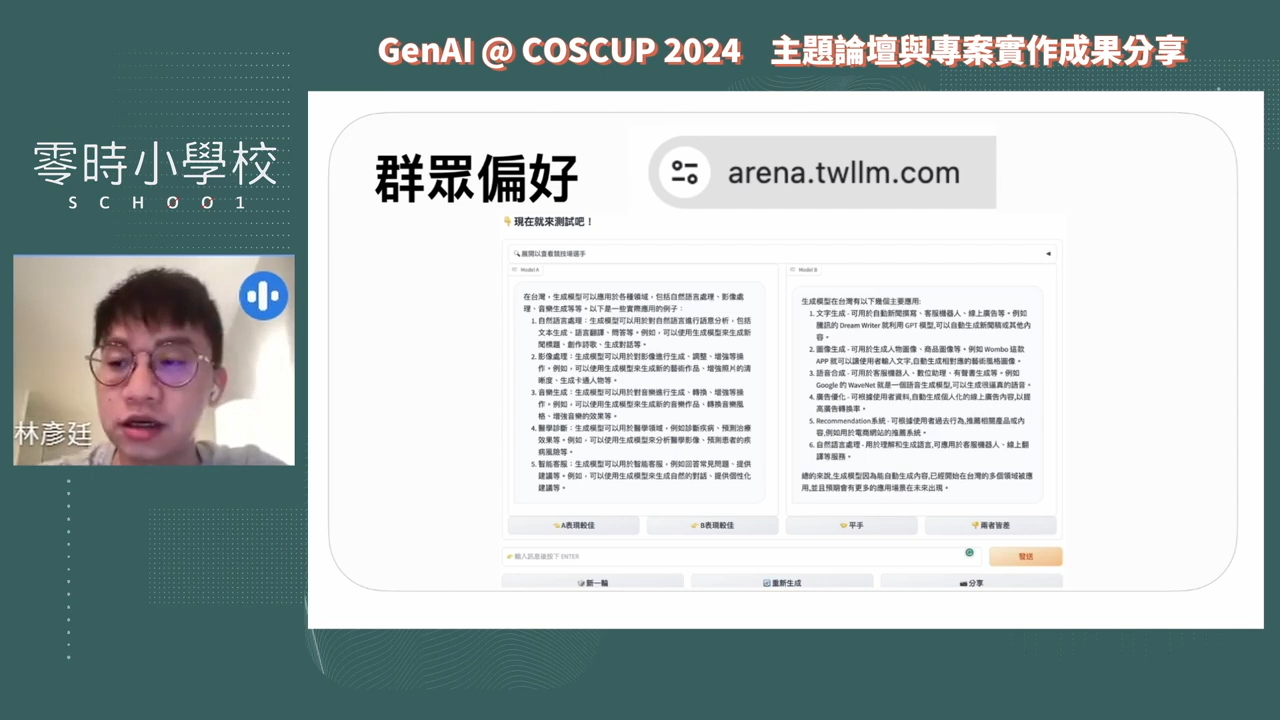 GenAI @ COSCUP 2024 主題論壇與專案實作成果分享
零時小學校
SCHOO1
林彥廷
群眾偏好
arena.twllm.com
👇現在就來測試吧！
🔍展開以查看競技場選手
Model A
在台灣，生成模型可以應用於各種領域，包括自然語言處理、影像處
理、音樂生成等等。以下是一些實際應用的例子：
1. 自然語言處理：生成模型可以用於對自然語言進行語意分析，包括
文本生成、語言翻譯、問答等。例如，可以使用生成模型來生成新
聞標題、創作詩歌、生成對話等。
2. 影像處理：生成模型可以用於對影像進行生成、調整、增強等操
作。例如，可以使用生成模型來生成新的藝術作品、增強照片的清
晰度、生成卡通人物等。
3. 音樂生成：生成模型可以用於對音樂進行生成、轉換、增強等操
作。例如，可以使用生成模型來生成新的音樂作品、轉換音樂風
格、增強音樂的效果等。
4. 醫學診斷：生成模型可以用於醫學領域，例如診斷疾病、預測治療
效果等。例如，可以使用生成模型來分析醫學影像、預測患者的疾
病風險等。
5. 智能客服：生成模型可以用於智能客服，例如回答常見問題、提供
建議等。例如，可以使用生成模型來生成自然的對話、提供個性化
建議等。
Model B
生成模型在台灣有以下幾個主要應用:
1. 文字生成 - 可用於自動新聞撰寫、客服機器人、線上廣告等。例如
騰訊的 Dream Writer 就利用 GPT 模型,可以自動生成新聞稿或其他內
容。
2. 圖像生成 - 可用於生成人物圖像、商品圖像等。例如 Wombo 這款
APP 就可以讓使用者輸入文字,自動生成相對應的藝術風格圖像。
3. 語音合成 - 可用於客服機器人、數位助理、有聲書生成等。例如
Google 的 WaveNet 就是一個語音生成模型,可以生成很逼真的語音。
4. 廣告優化 - 可根據使用者資料,自動生成個人化的線上廣告內容,以提
高廣告轉換率。
5. Recommendation系統 - 可根據使用者過去行為,推薦相關產品或內
容,例如用於電商網站的推薦系統。
6. 自然語言處理 - 用於理解和生成語言,可應用於客服機器人、線上翻
譯等服務。
總的來說,生成模型因為能自動生成內容,已經開始在台灣的多個領域被應
用,並且預期會有更多的應用場景在未來出現。
👈A表現較佳
👉B表現較佳
🤝平手
👎兩者皆差
👉輸入訊息後按下 ENTER
發送
🎲新一輪
🔄重新生成
📷分享